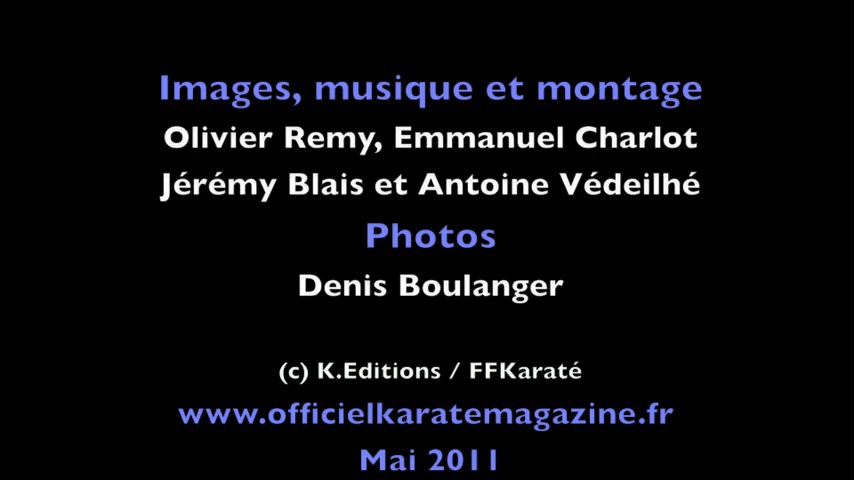 Images, musique et montage
Olivier Remy, Emmanuel Charlot
Jérémy Blais et Antoine Védeilhé
Photos
Denis Boulanger
(c) K.Editions / FFKaraté
www.officielkaratemagazine.fr
Mai 2011